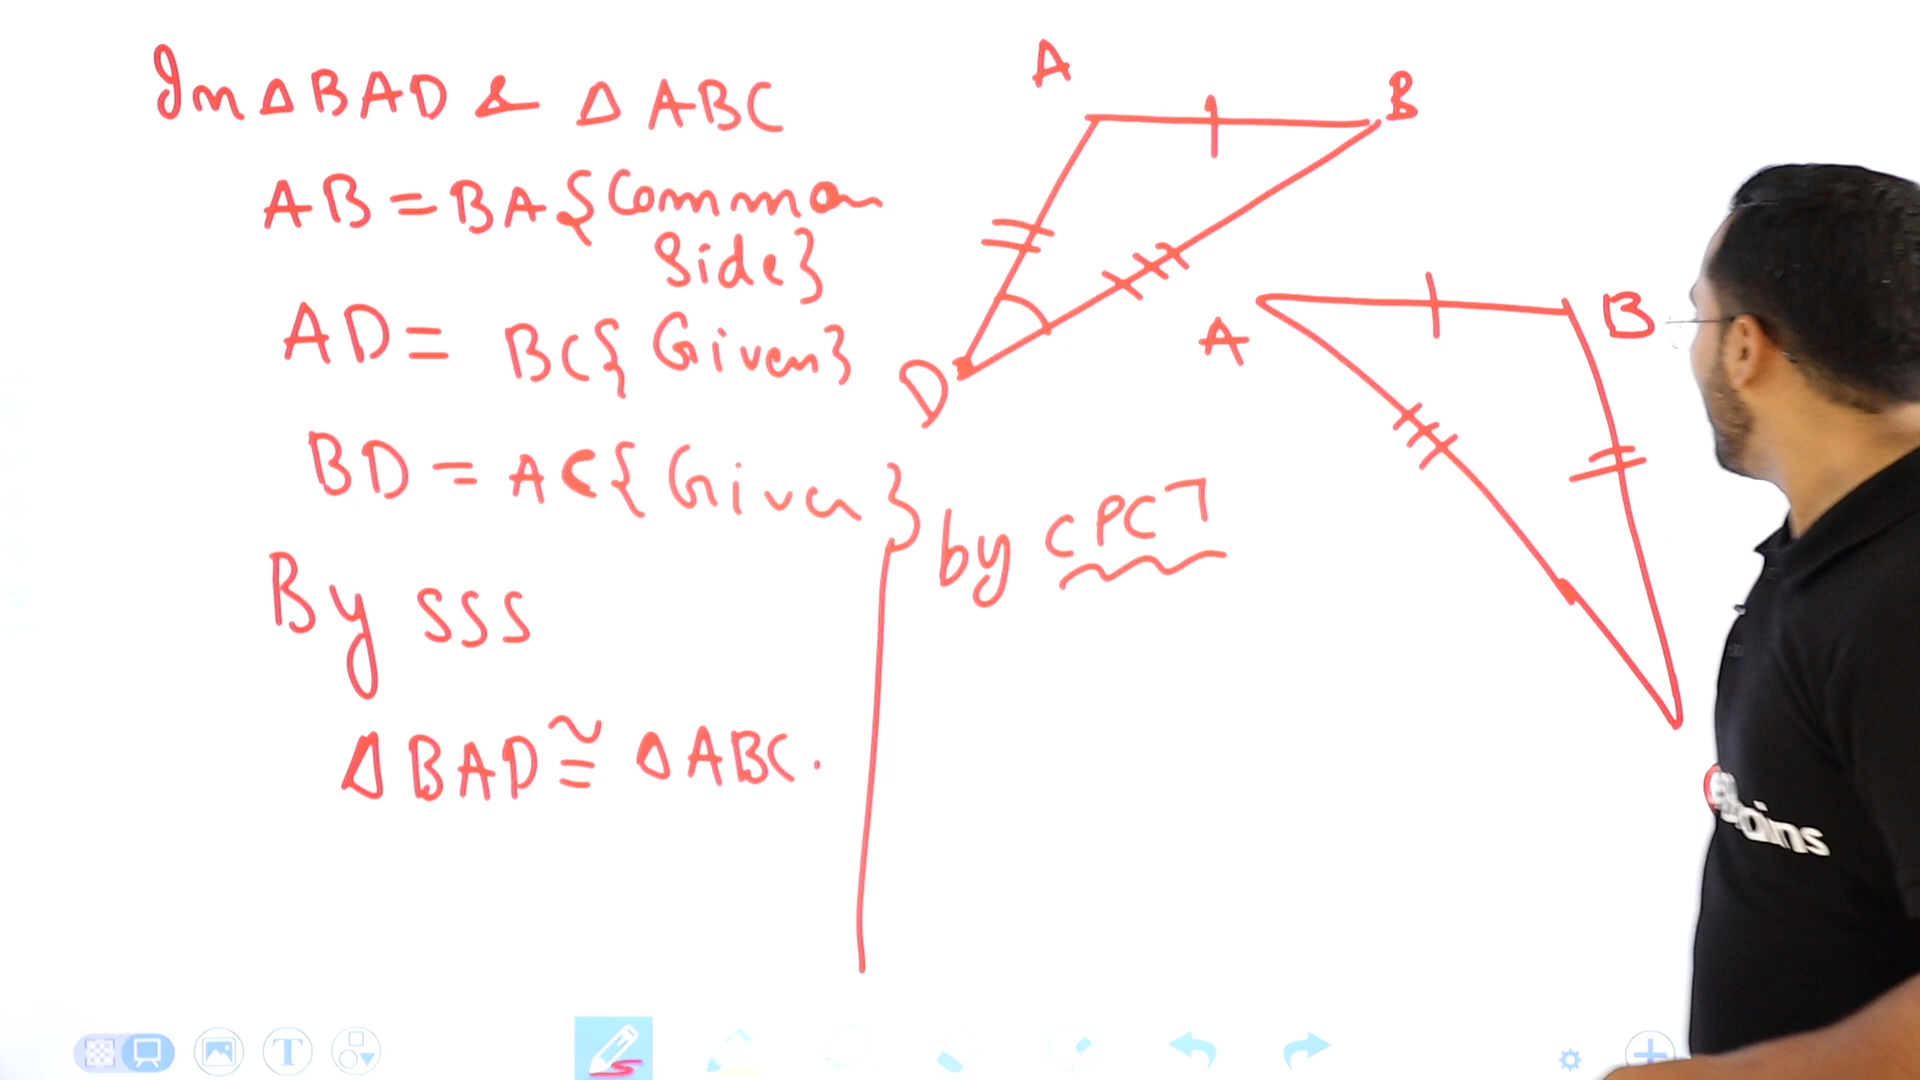 In △ BAD & △ ABC
AB = BA {Common
Side}
AD = BC {Given}
BD = AC {Given}
By SSS
△ BAD ≅ △ ABC.
by CPCT
A
B
D
A
B